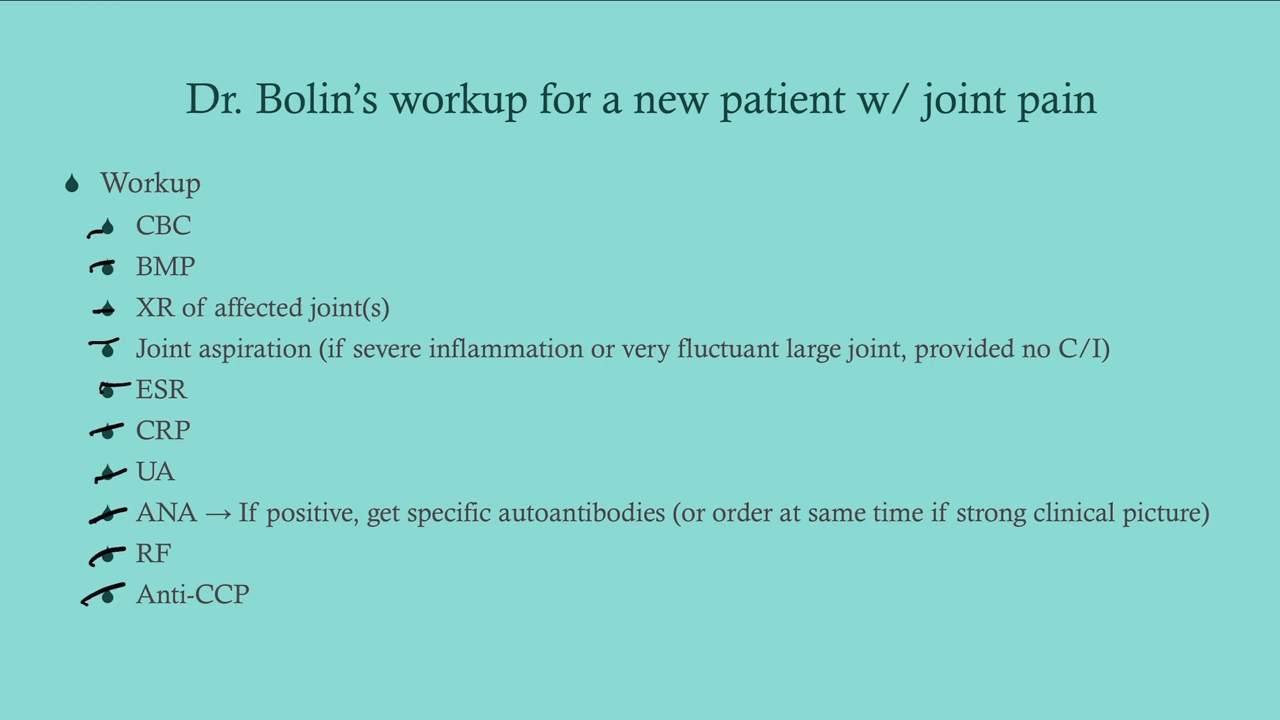 Dr. Bolin’s workup for a new patient w/ joint pain
Workup
CBC
BMP
XR of affected joint(s)
Joint aspiration (if severe inflammation or very fluctuant large joint, provided no C/I)
ESR
CRP
UA
ANA → If positive, get specific autoantibodies (or order at same time if strong clinical picture)
RF
Anti-CCP